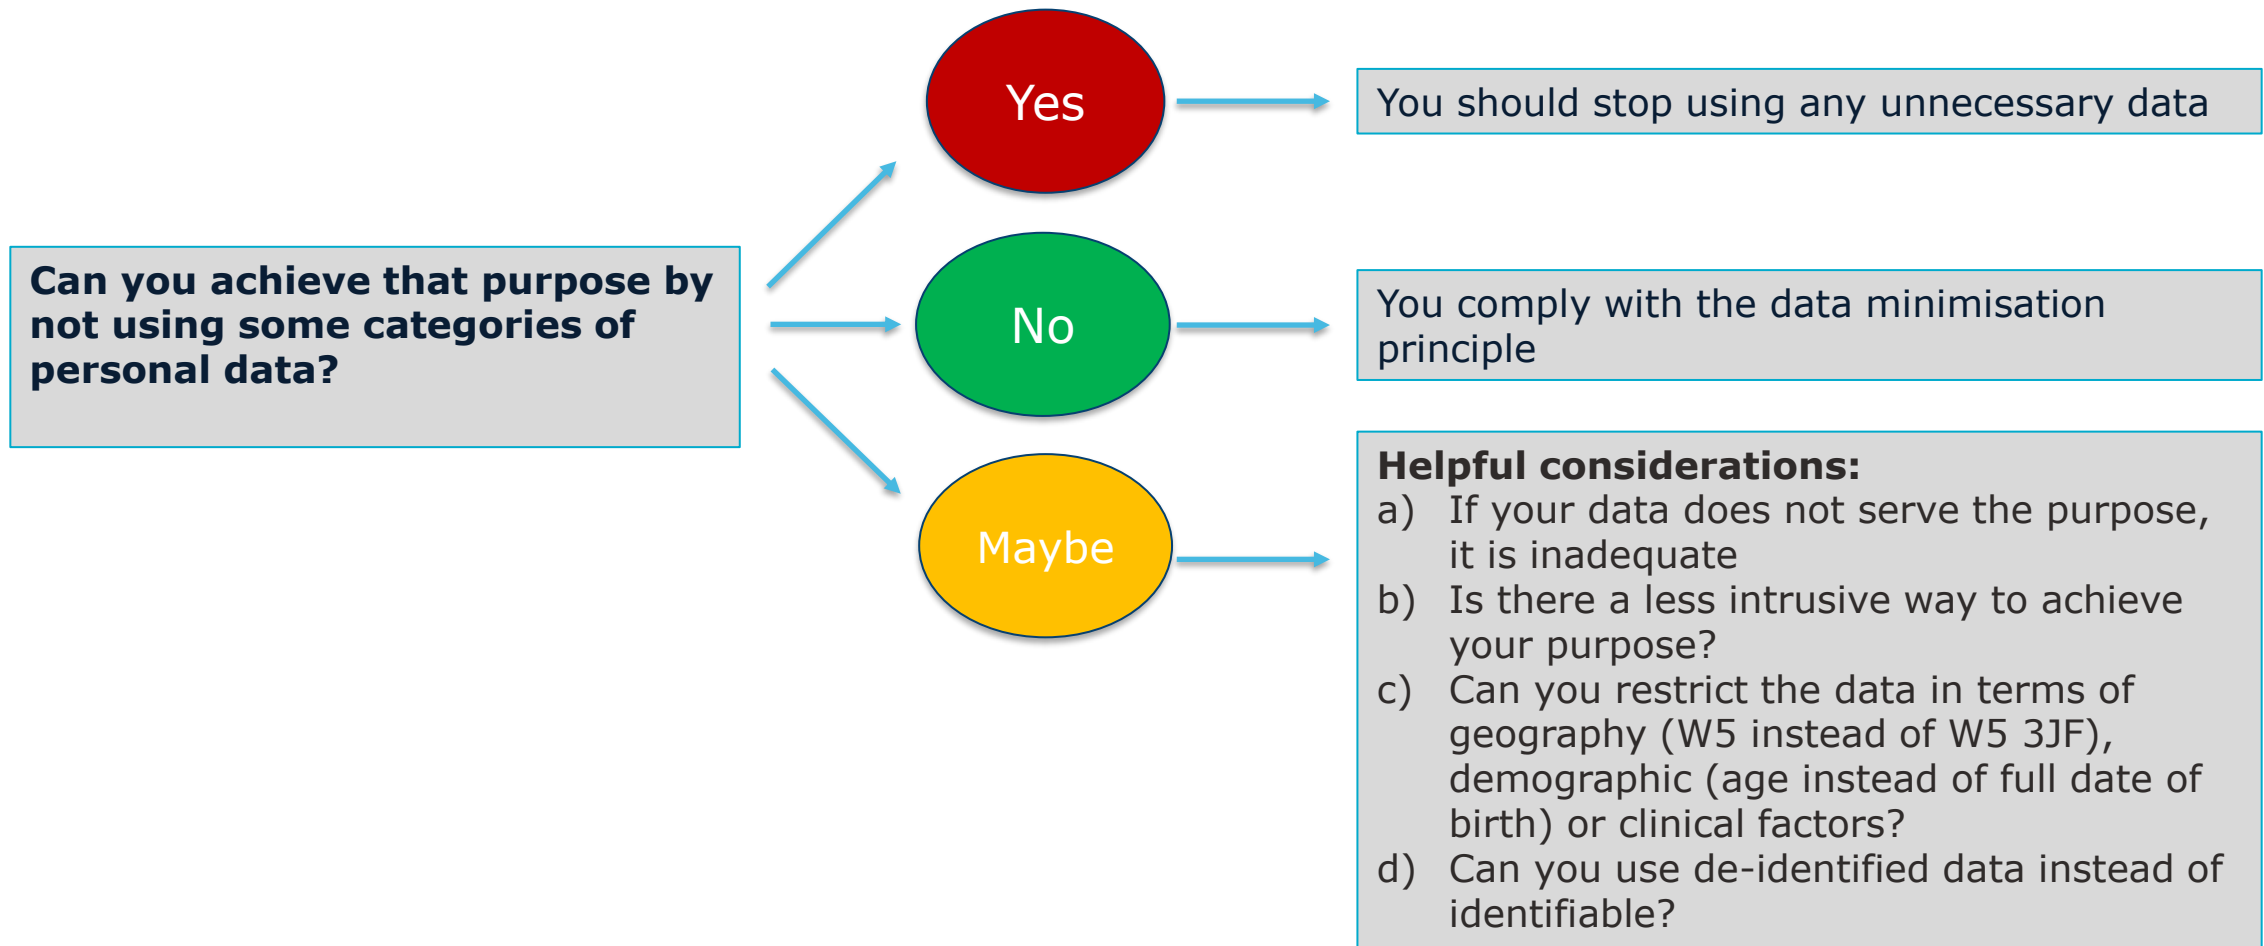 Can you achieve that purpose by
not using some categories of
personal data?
Yes
You should stop using any unnecessary data
No
You comply with the data minimisation
principle
Maybe
Helpful considerations:
a) If your data does not serve the purpose,
it is inadequate
b) Is there a less intrusive way to achieve
your purpose?
c) Can you restrict the data in terms of
geography (W5 instead of W5 3JF),
demographic (age instead of full date of
birth) or clinical factors?
d) Can you use de-identified data instead of
identifiable?